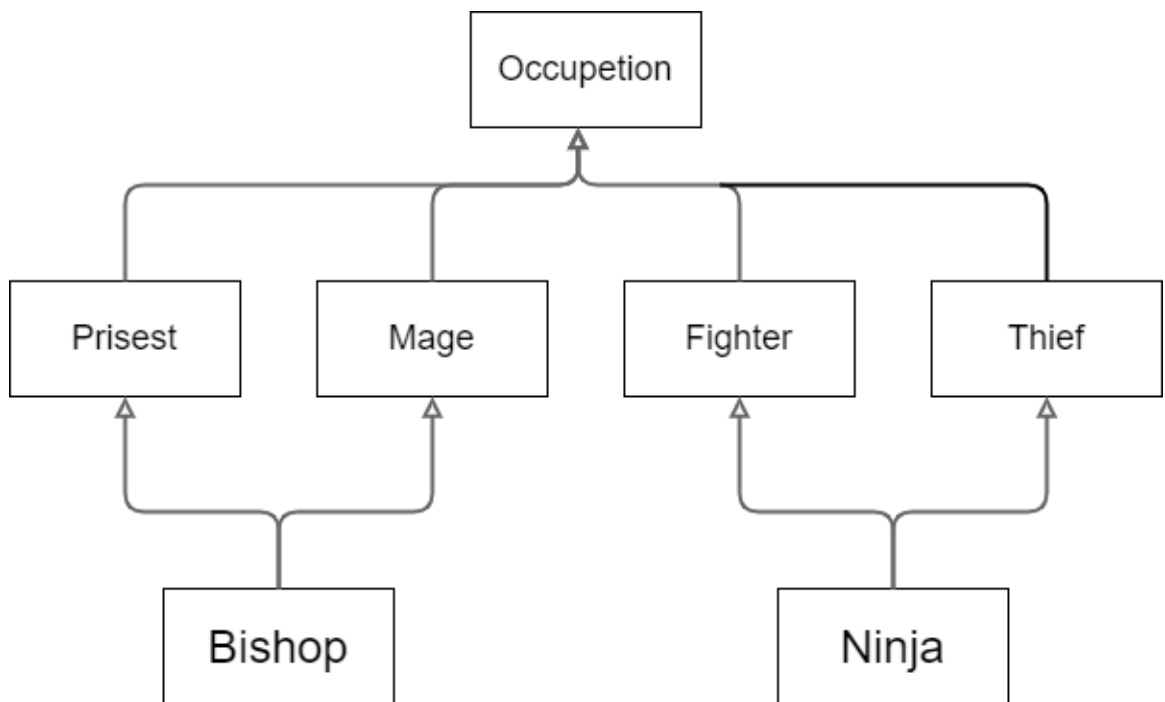 Occupetion
Prisest
Mage
Fighter
Thief
Bishop
Ninja